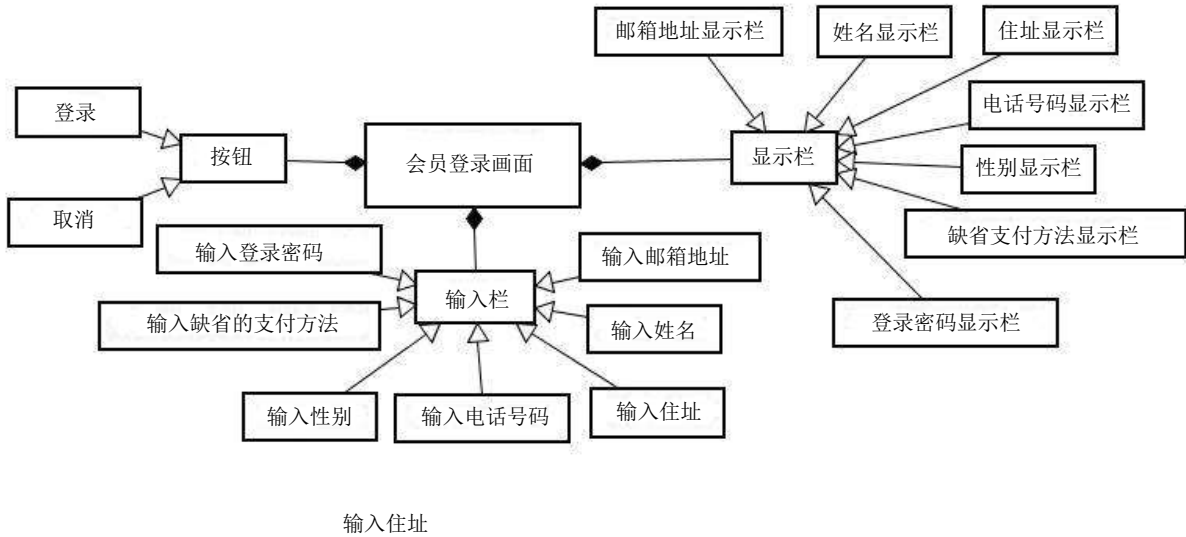 邮箱地址显示栏
姓名显示栏
住址显示栏
登录
电话号码显示栏
按钮
会员登录画面
显示栏
性别显示栏
取消
缺省支付方法显示栏
输入登录密码
输入邮箱地址
输入栏
输入缺省的支付方法
输入姓名
登录密码显示栏
输入性别
输入电话号码
输入住址
输入住址